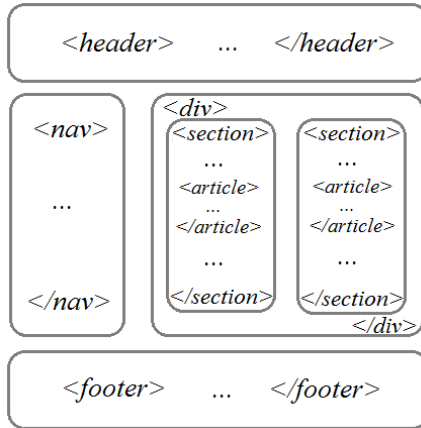 <header> ... </header>
<nav>
...
</nav>
<div>
<section>
...
<article>
...
</article>
...
</section>
<section>
...
<article>
...
</article>
...
</section>
</div>
<footer> ... </footer>